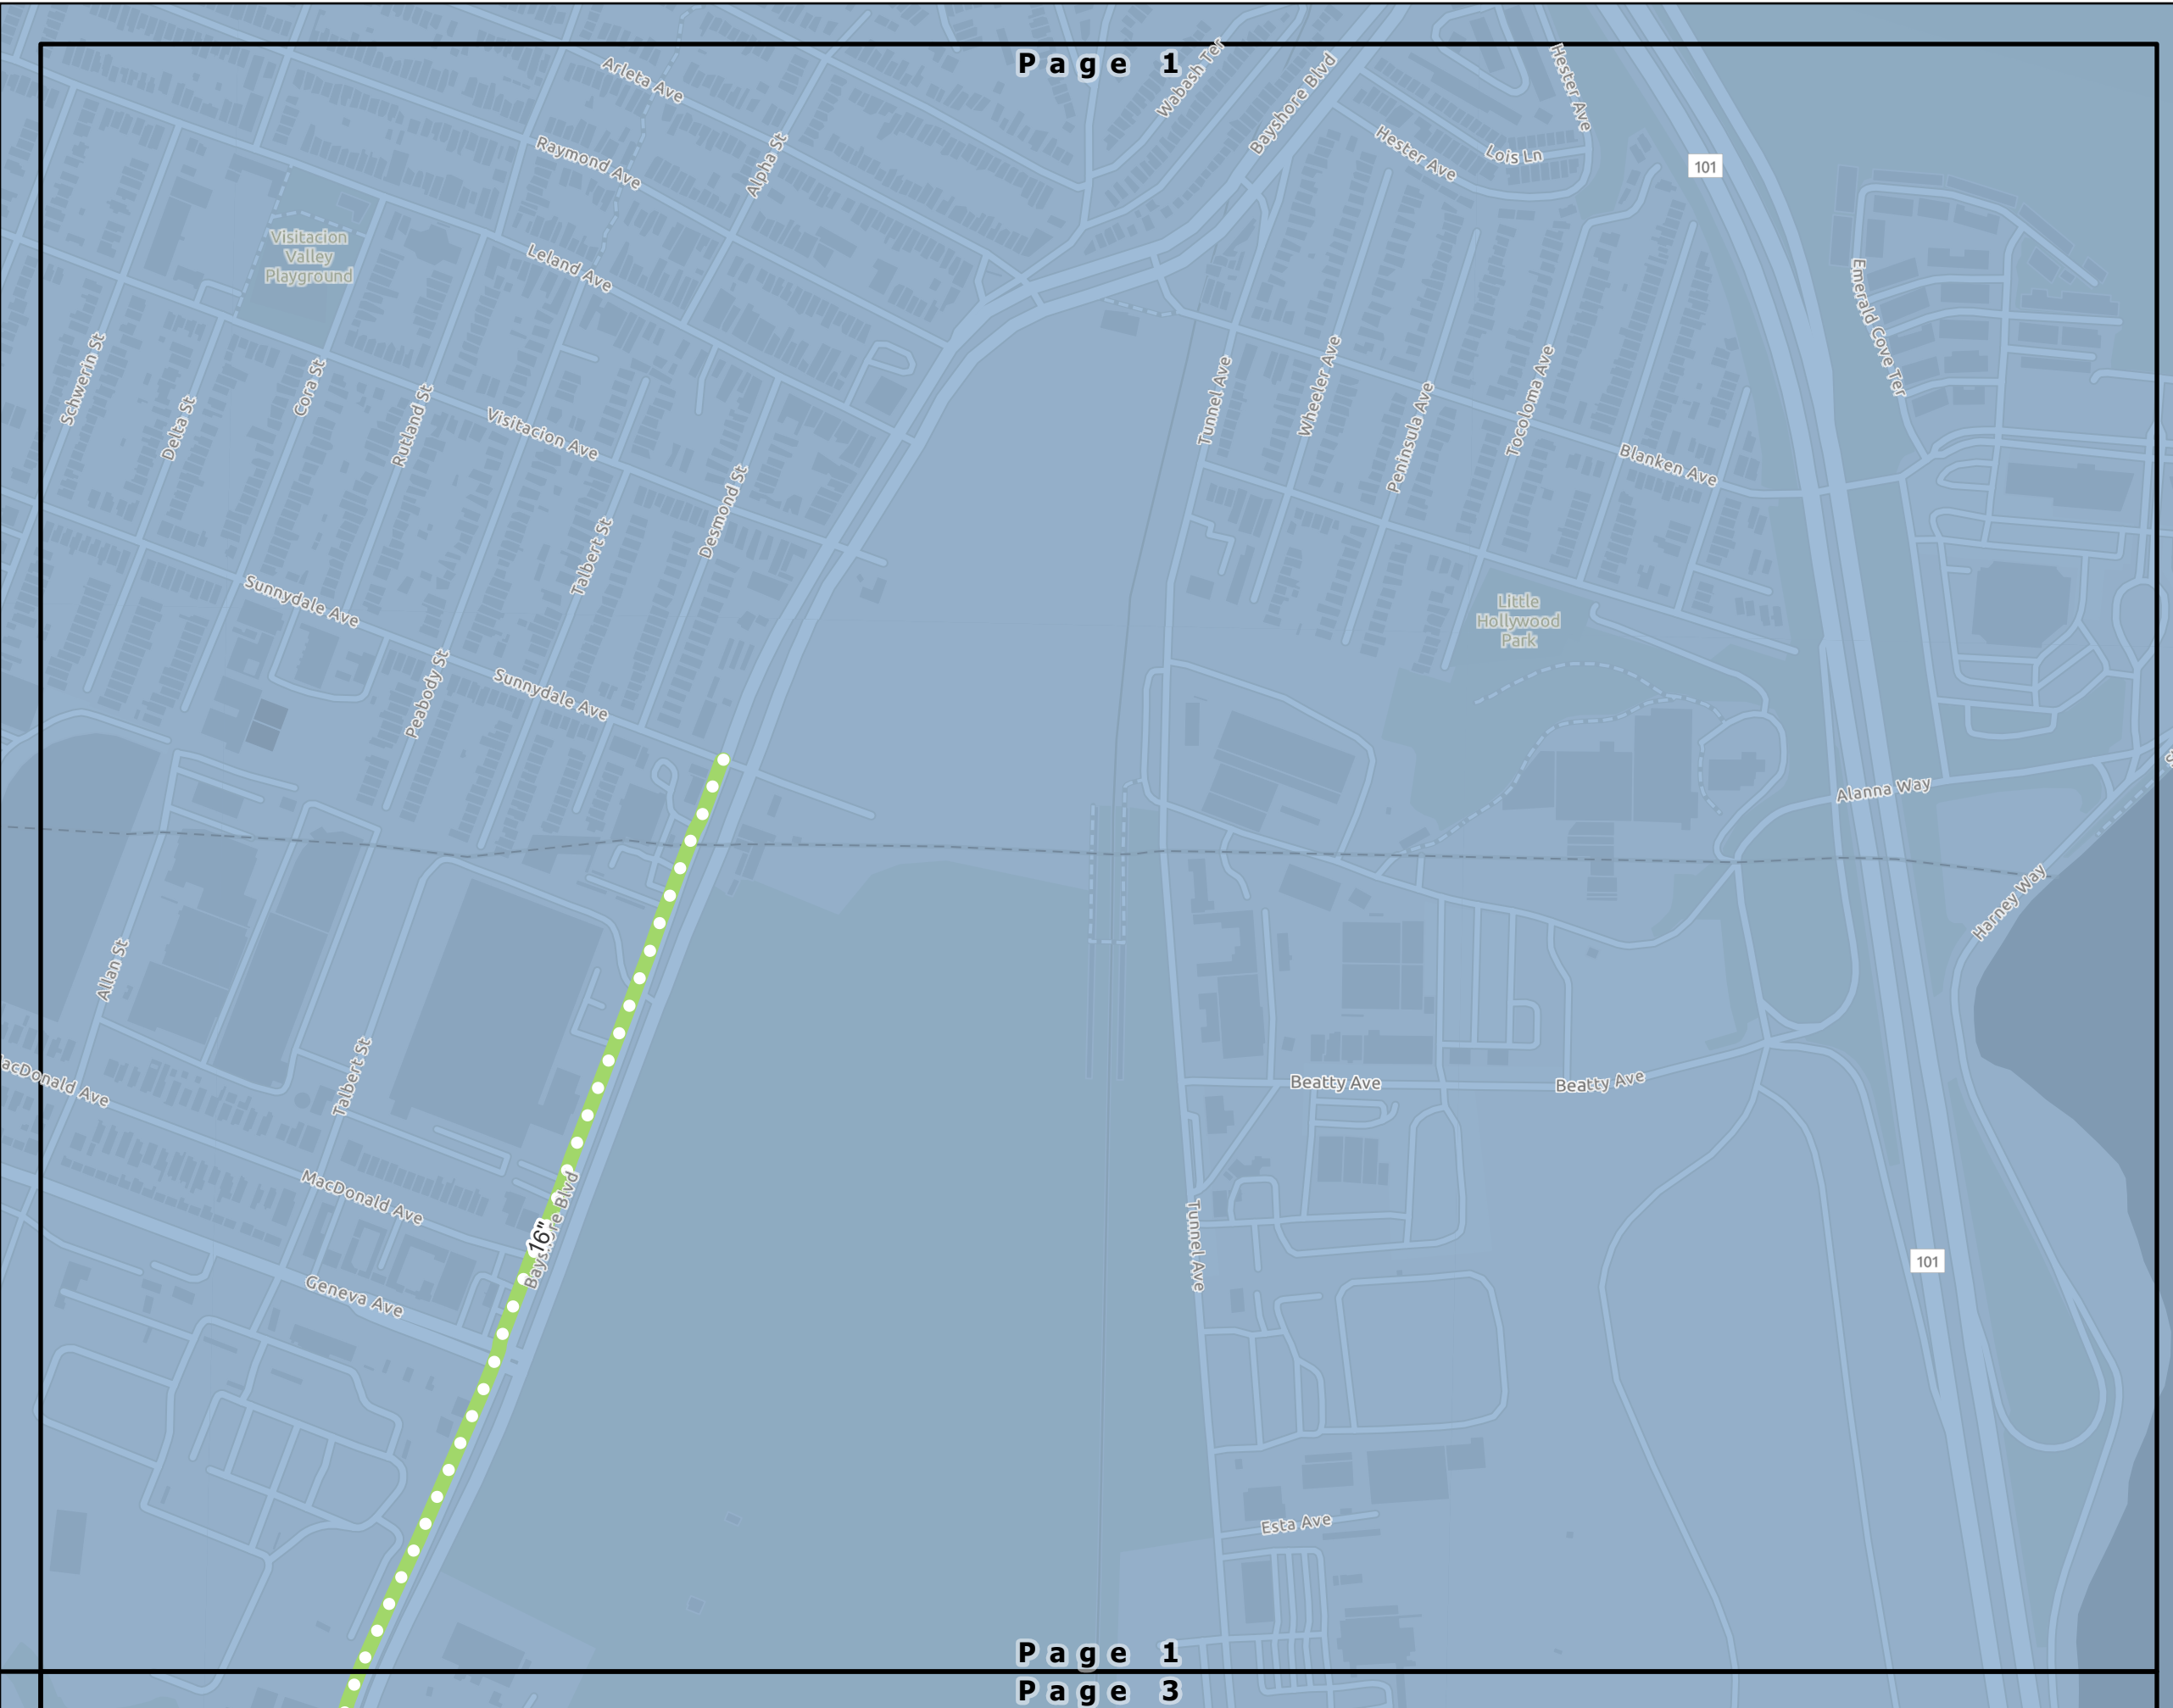 Page 1
Arleta Ave
Wabash Ter
Bayshore Blvd
Hester Ave
Raymond Ave
Alpha St
Hester Ave
Lois Ln
101
Visitacion
Valley
Playground
Leland Ave
Emerald Cove Ter
Schwerin St
Delta St
Cora St
Rutland St
Visitacion Ave
Tunnel Ave
Wheeler Ave
Peninsula Ave
Tocoloma Ave
Blanken Ave
Talbert St
Desmond St
Sunnydale Ave
Little
Hollywood
Park
Peabody St
Sunnydale Ave
Alanna Way
Harney Way
Allan St
Talbert St
acDonald Ave
Beatty Ave
Beatty Ave
MacDonald Ave
Bayshore Blvd
16"
Tunnel Ave
101
Geneva Ave
Esta Ave
Page 1
Page 3